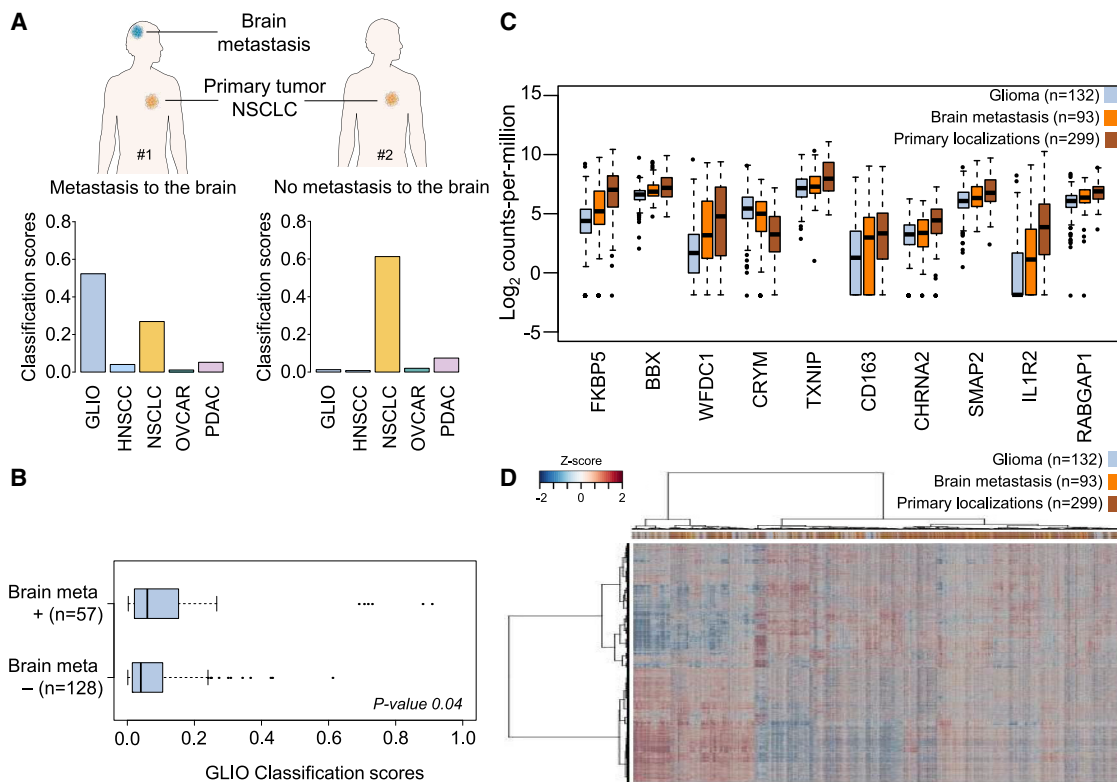 A
Brain
metastasis
Primary tumor
NSCLC
#1
#2
Metastasis to the brain
No metastasis to the brain
Classification scores
0.8
0.6
0.4
0.2
0.0
GLIO
HNSCC
NSCLC
OVCAR
PDAC
Classification scores
0.8
0.6
0.4
0.2
0.0
GLIO
HNSCC
NSCLC
OVCAR
PDAC
B
Brain meta
+ (n=57)
Brain meta
− (n=128)
P-value 0.04
0.0
0.2
0.4
0.6
0.8
1.0
GLIO Classification scores
C
Glioma (n=132)
Brain metastasis (n=93)
Primary localizations (n=299)
Log2 counts-per-million
15
10
5
0
-5
FKBP5
BBX
WFDC1
CRYM
TXNIP
CD163
CHRNA2
SMAP2
IL1R2
RABGAP1
D
Z-score
-2
0
2
Glioma (n=132)
Brain metastasis (n=93)
Primary localizations (n=299)